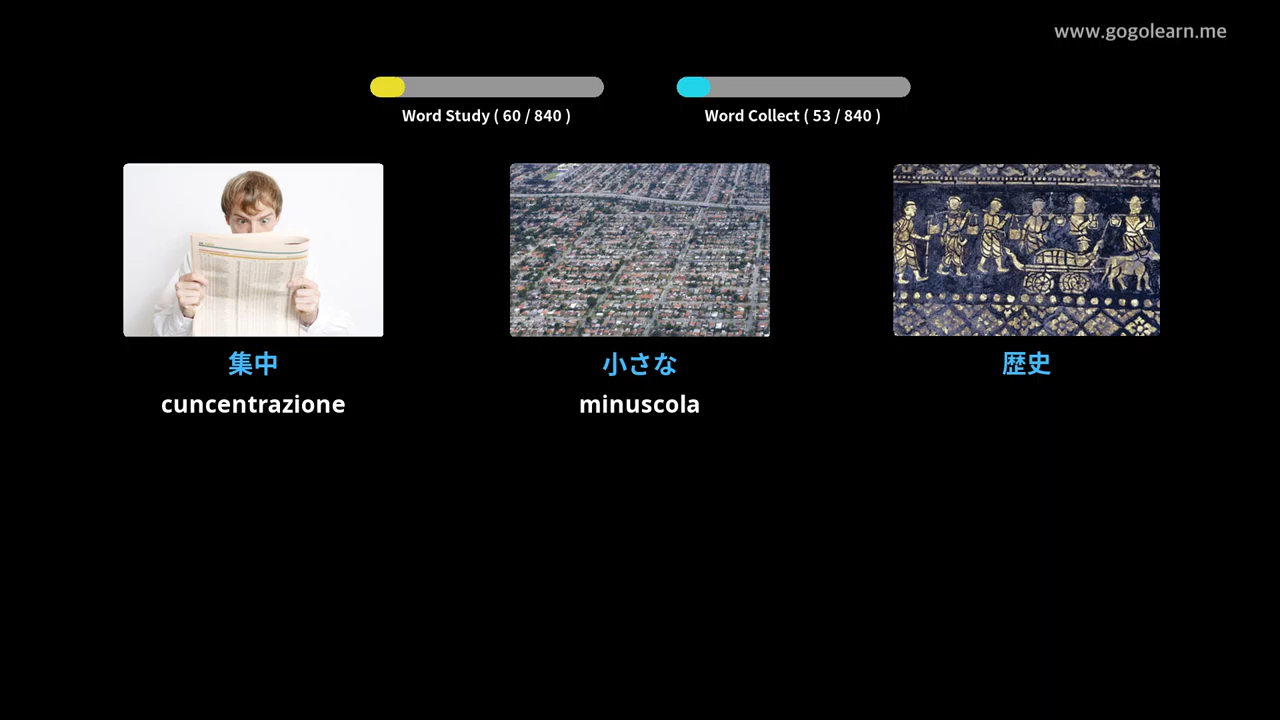 www.gogolearn.me
Word Study ( 60 / 840 )
Word Collect ( 53 / 840 )
集中
小さな
歴史
cuncentrazione
minuscola